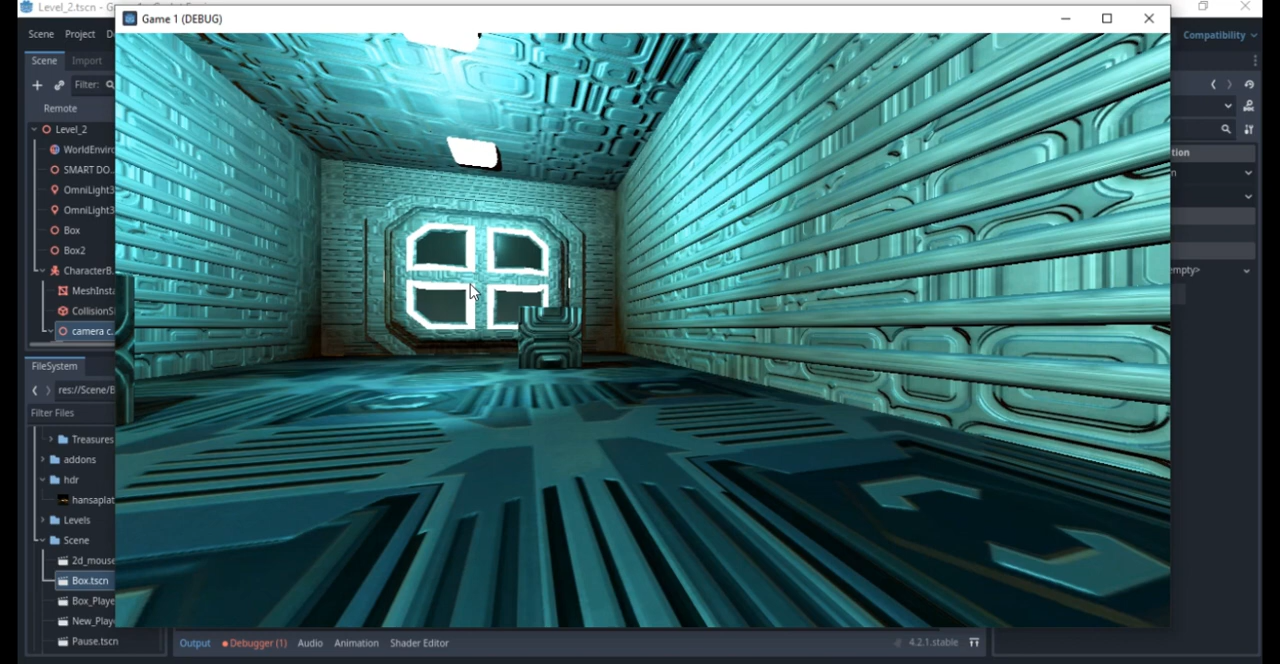 Level_2.tscn - G
Game 1 (DEBUG)
Scene Project D
Compatibility
Scene Import
Filter:
Remote
Level_2
WorldEnviro
SMART DO...
OmniLight3
OmniLight3
Box
Box2
CharacterB...
MeshInsta
CollisionS
camera c...
tion
n
empty>
FileSystem
res://Scene/B
Filter Files
Treasures
addons
hdr
hansaplat
Levels
Scene
2d_mouse
Box.tscn
Box_Playe
New_Play
Pause.tscn
Output Debugger (1) Audio Animation Shader Editor 4.2.1.stable